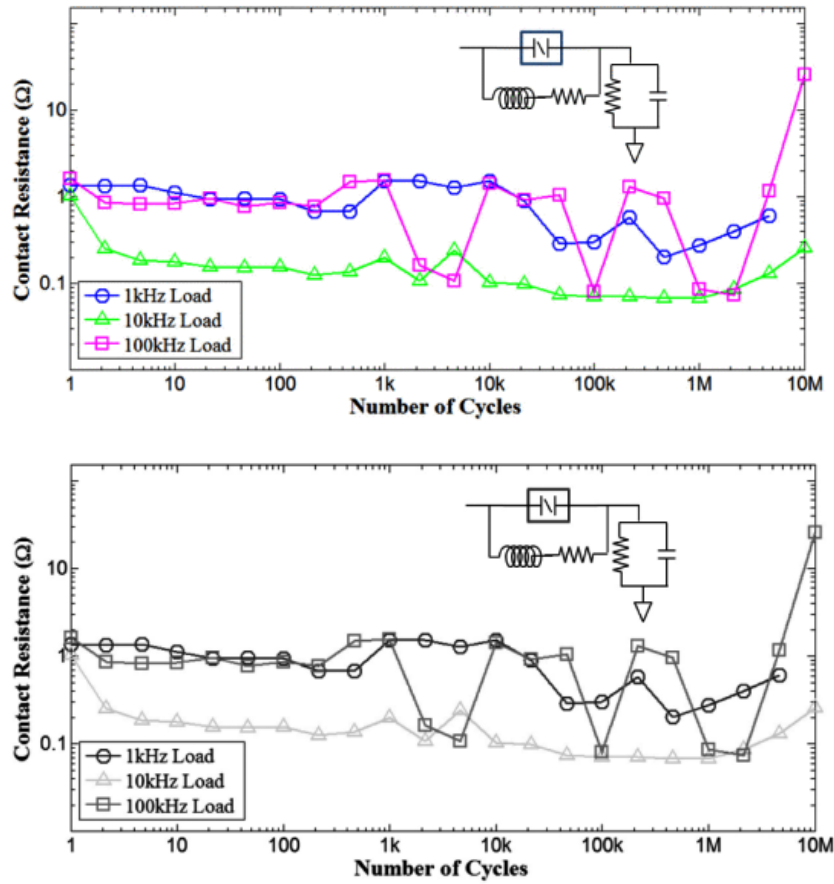 Contact Resistance (Ω)
10
1
0.1
1kHz Load
10kHz Load
100kHz Load
1 10 100 1k 10k 100k 1M 10M
Number of Cycles
Contact Resistance (Ω)
10
1
0.1
1kHz Load
10kHz Load
100kHz Load
1 10 100 1k 10k 100k 1M 10M
Number of Cycles